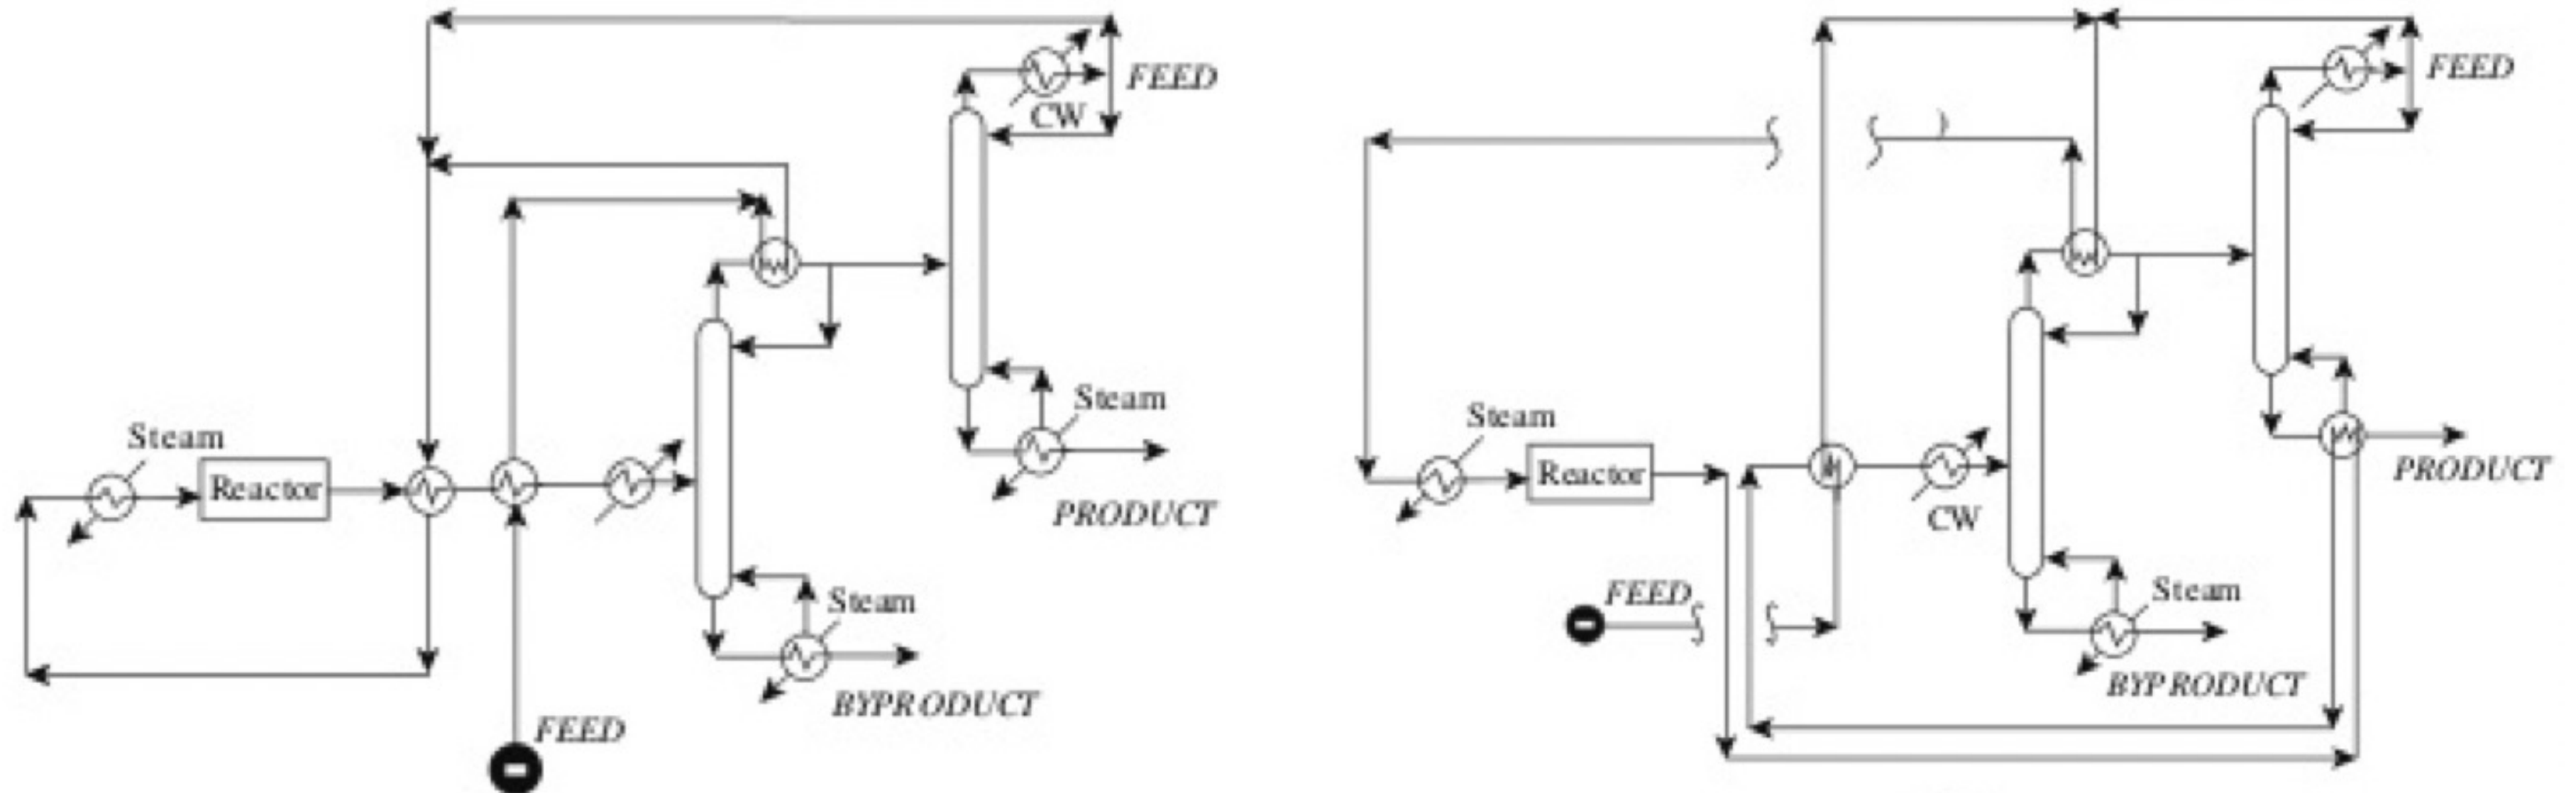 FEED
CW
Steam
Steam
Reactor
PRODUCT
Steam
BYPRODUCT
FEED
FEED
Steam
Reactor
PRODUCT
CW
FEED
Steam
BYPRODUCT